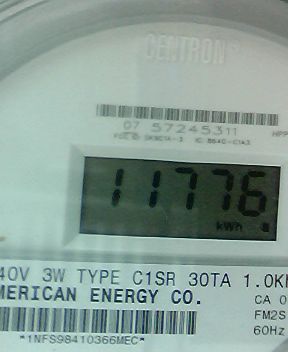 CENTRON®
07 57245311
11776
kWh
40V 3W TYPE C1SR 30TA 1.0K
MERICAN ENERGY CO.
CA 0
FM2S
60Hz
*1NFS98410366MEC*